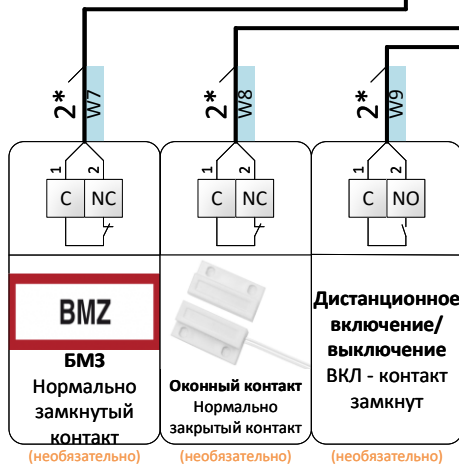 2* W7
2* W8
2* W9
1 2
1 2
1 2
C NC
C NC
C NO
BMZ
БМЗ
Нормально
замкнутый
контакт
(необязательно)
Оконный контакт
Нормально
закрытый контакт
(необязательно)
Дистанционное
включение/
выключение
ВКЛ - контакт
замкнут
(необязательно)